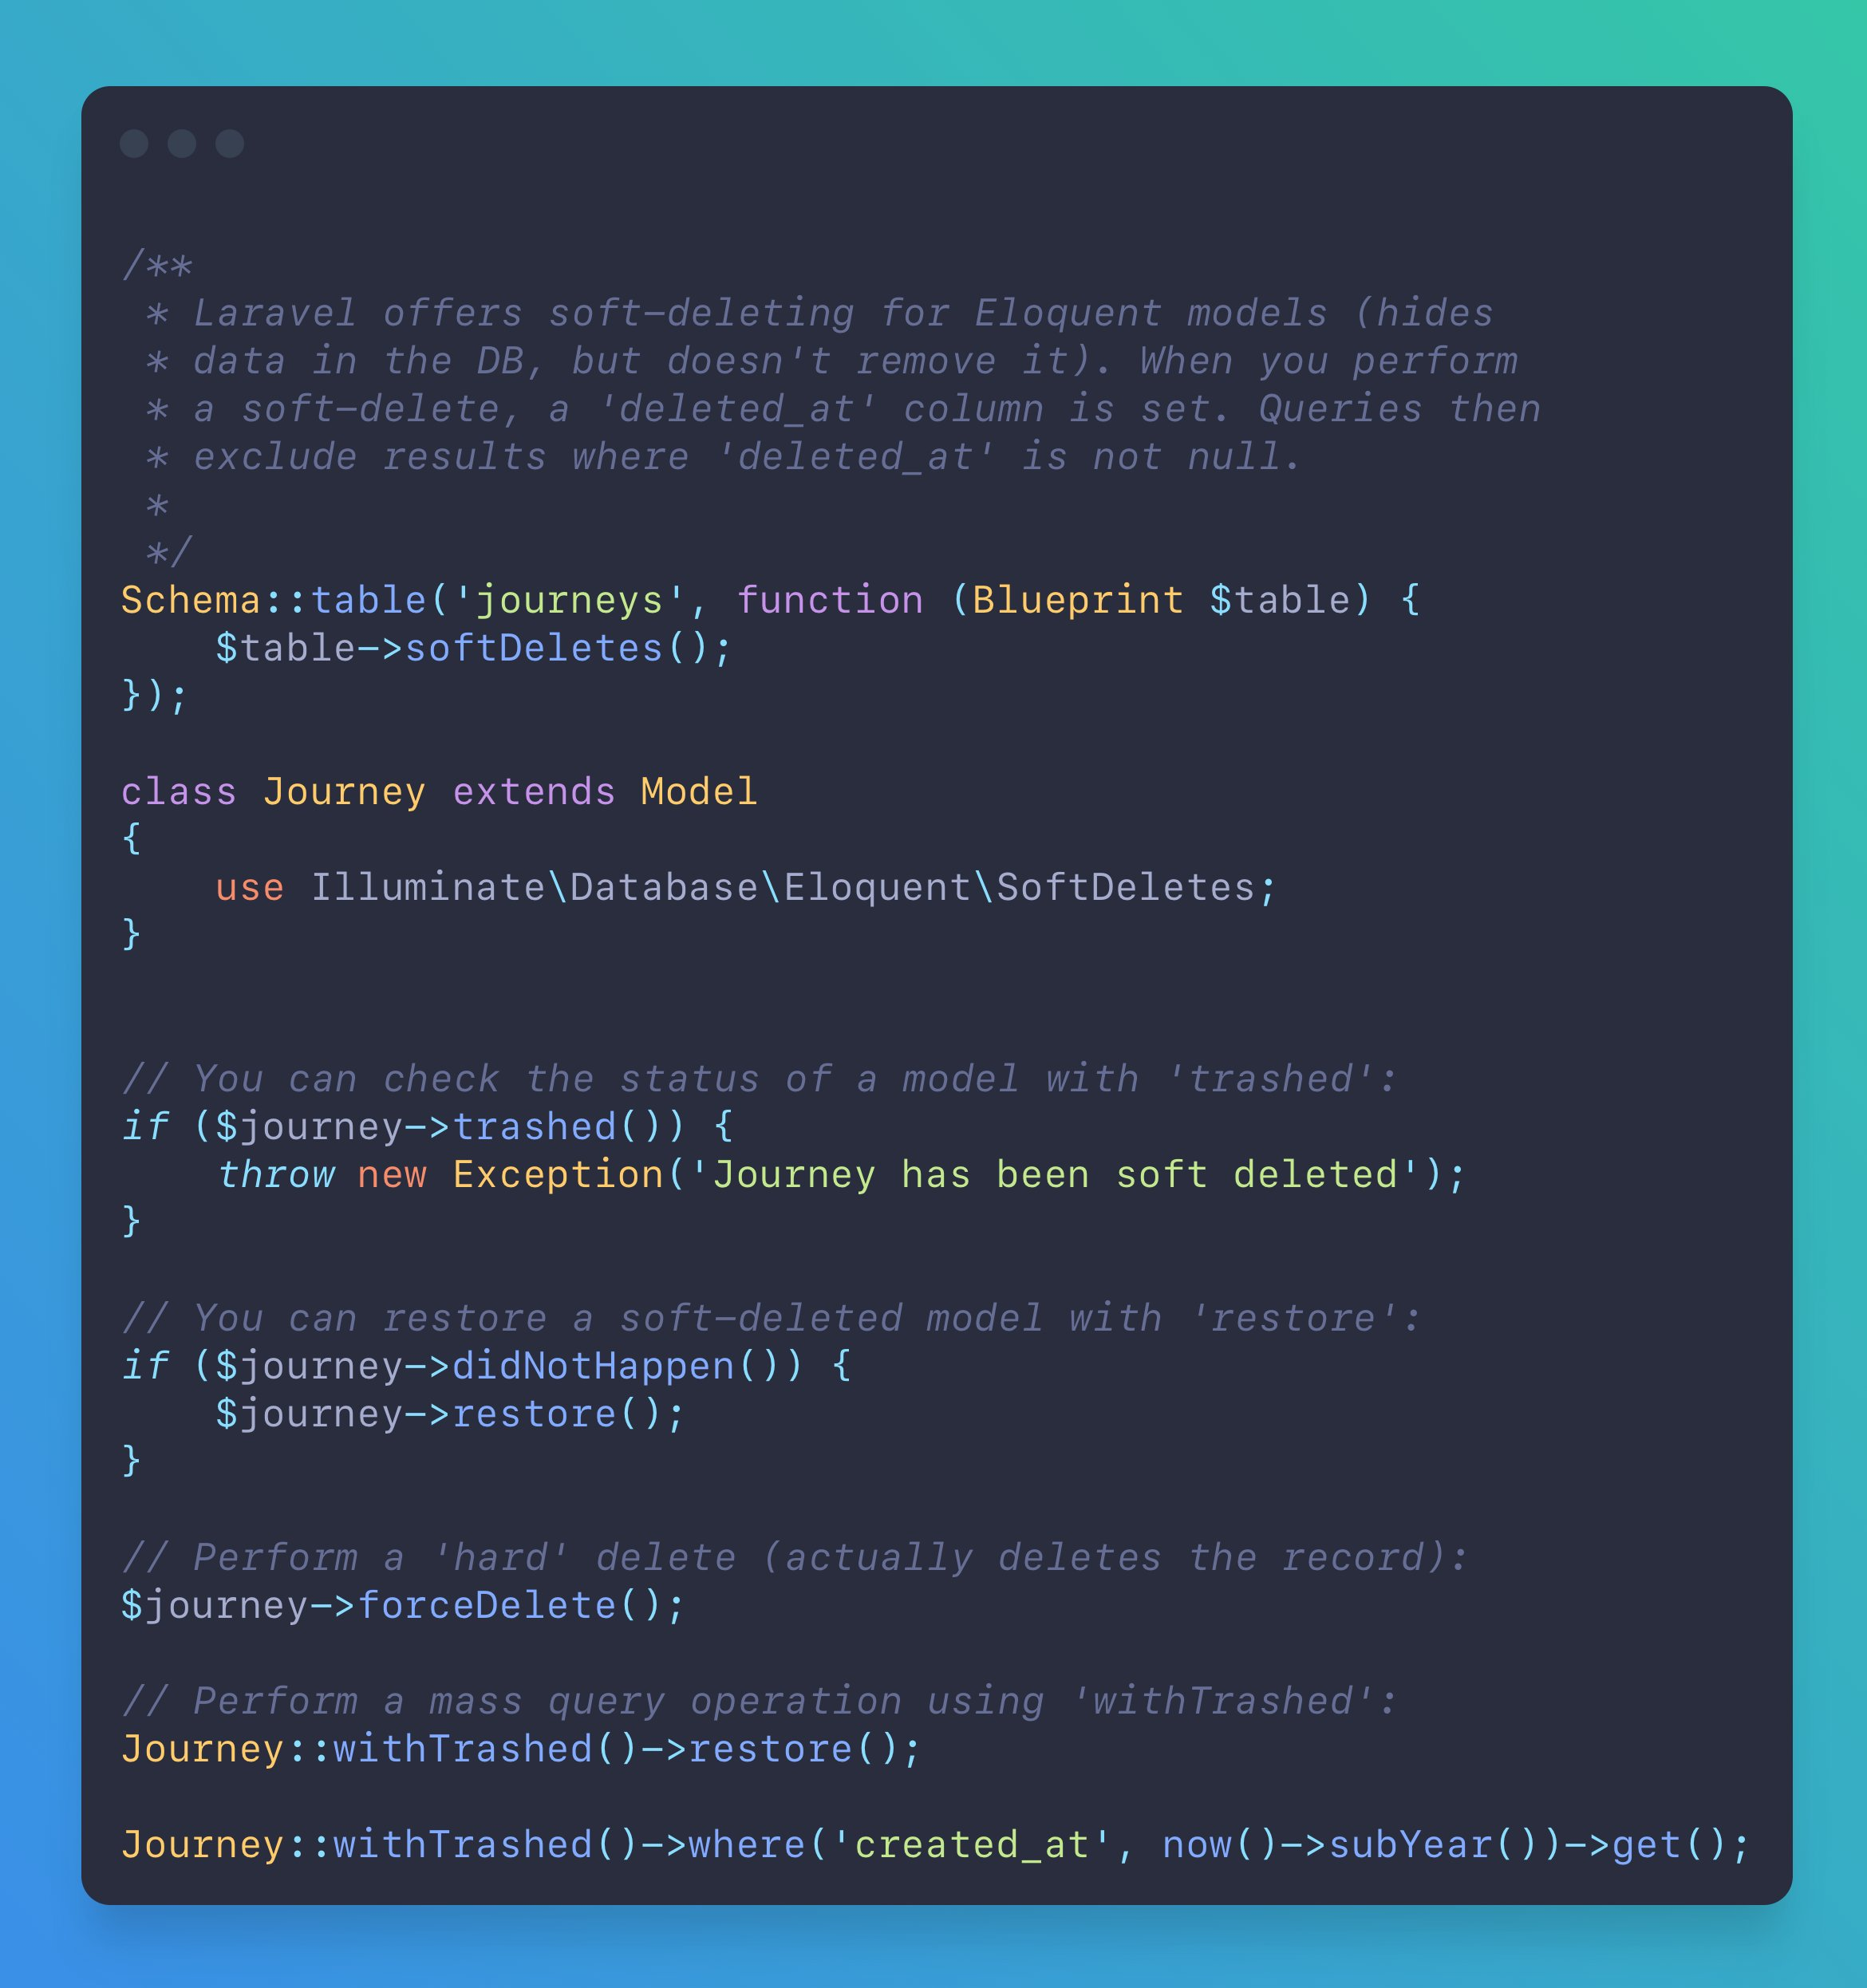 /**
 * Laravel offers soft-deleting for Eloquent models (hides
 * data in the DB, but doesn't remove it). When you perform
 * a soft-delete, a 'deleted_at' column is set. Queries then
 * exclude results where 'deleted_at' is not null.
 *
 */
Schema::table('journeys', function (Blueprint $table) {
    $table->softDeletes();
});

class Journey extends Model
{
    use Illuminate\Database\Eloquent\SoftDeletes;
}

// You can check the status of a model with 'trashed':
if ($journey->trashed()) {
    throw new Exception('Journey has been soft deleted');
}

// You can restore a soft-deleted model with 'restore':
if ($journey->didNotHappen()) {
    $journey->restore();
}

// Perform a 'hard' delete (actually deletes the record):
$journey->forceDelete();

// Perform a mass query operation using 'withTrashed':
Journey::withTrashed()->restore();

Journey::withTrashed()->where('created_at', now()->subYear())->get();